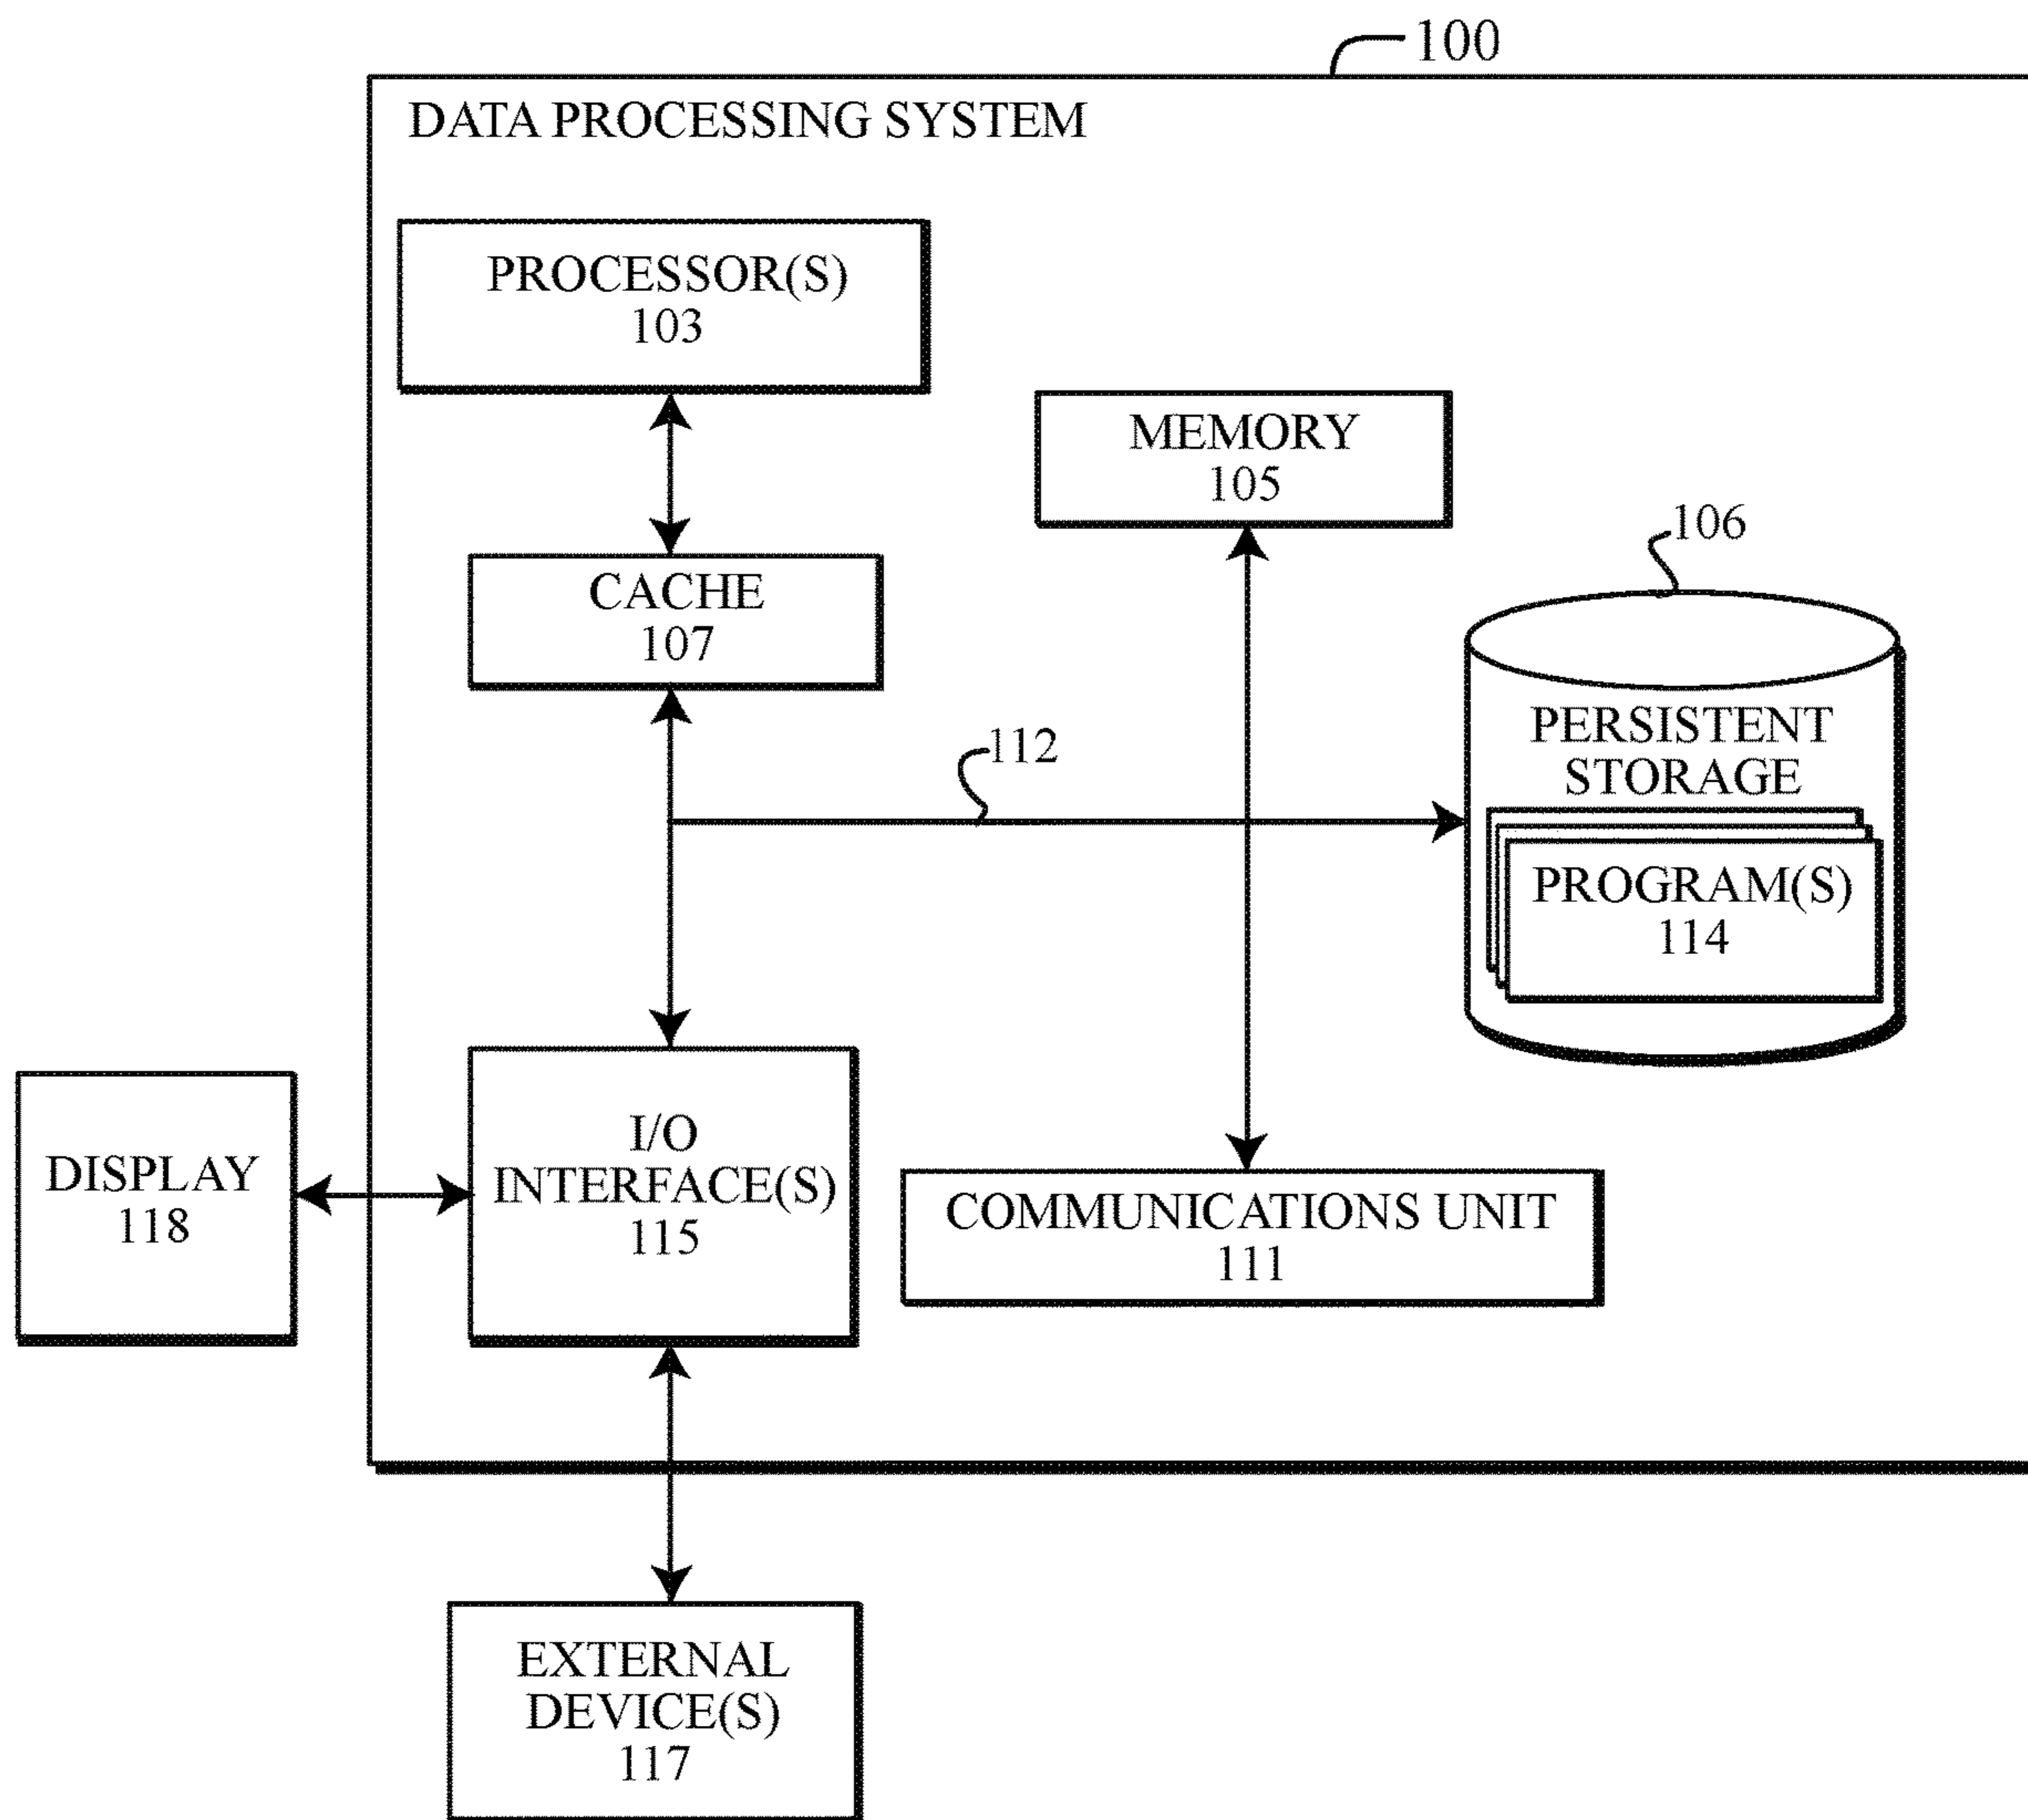 100
DATA PROCESSING SYSTEM
PROCESSOR(S)
103
MEMORY
105
106
CACHE
107
PERSISTENT
STORAGE
112
PROGRAM(S)
114
I/O
INTERFACE(S)
115
DISPLAY
118
COMMUNICATIONS UNIT
111
EXTERNAL
DEVICE(S)
117